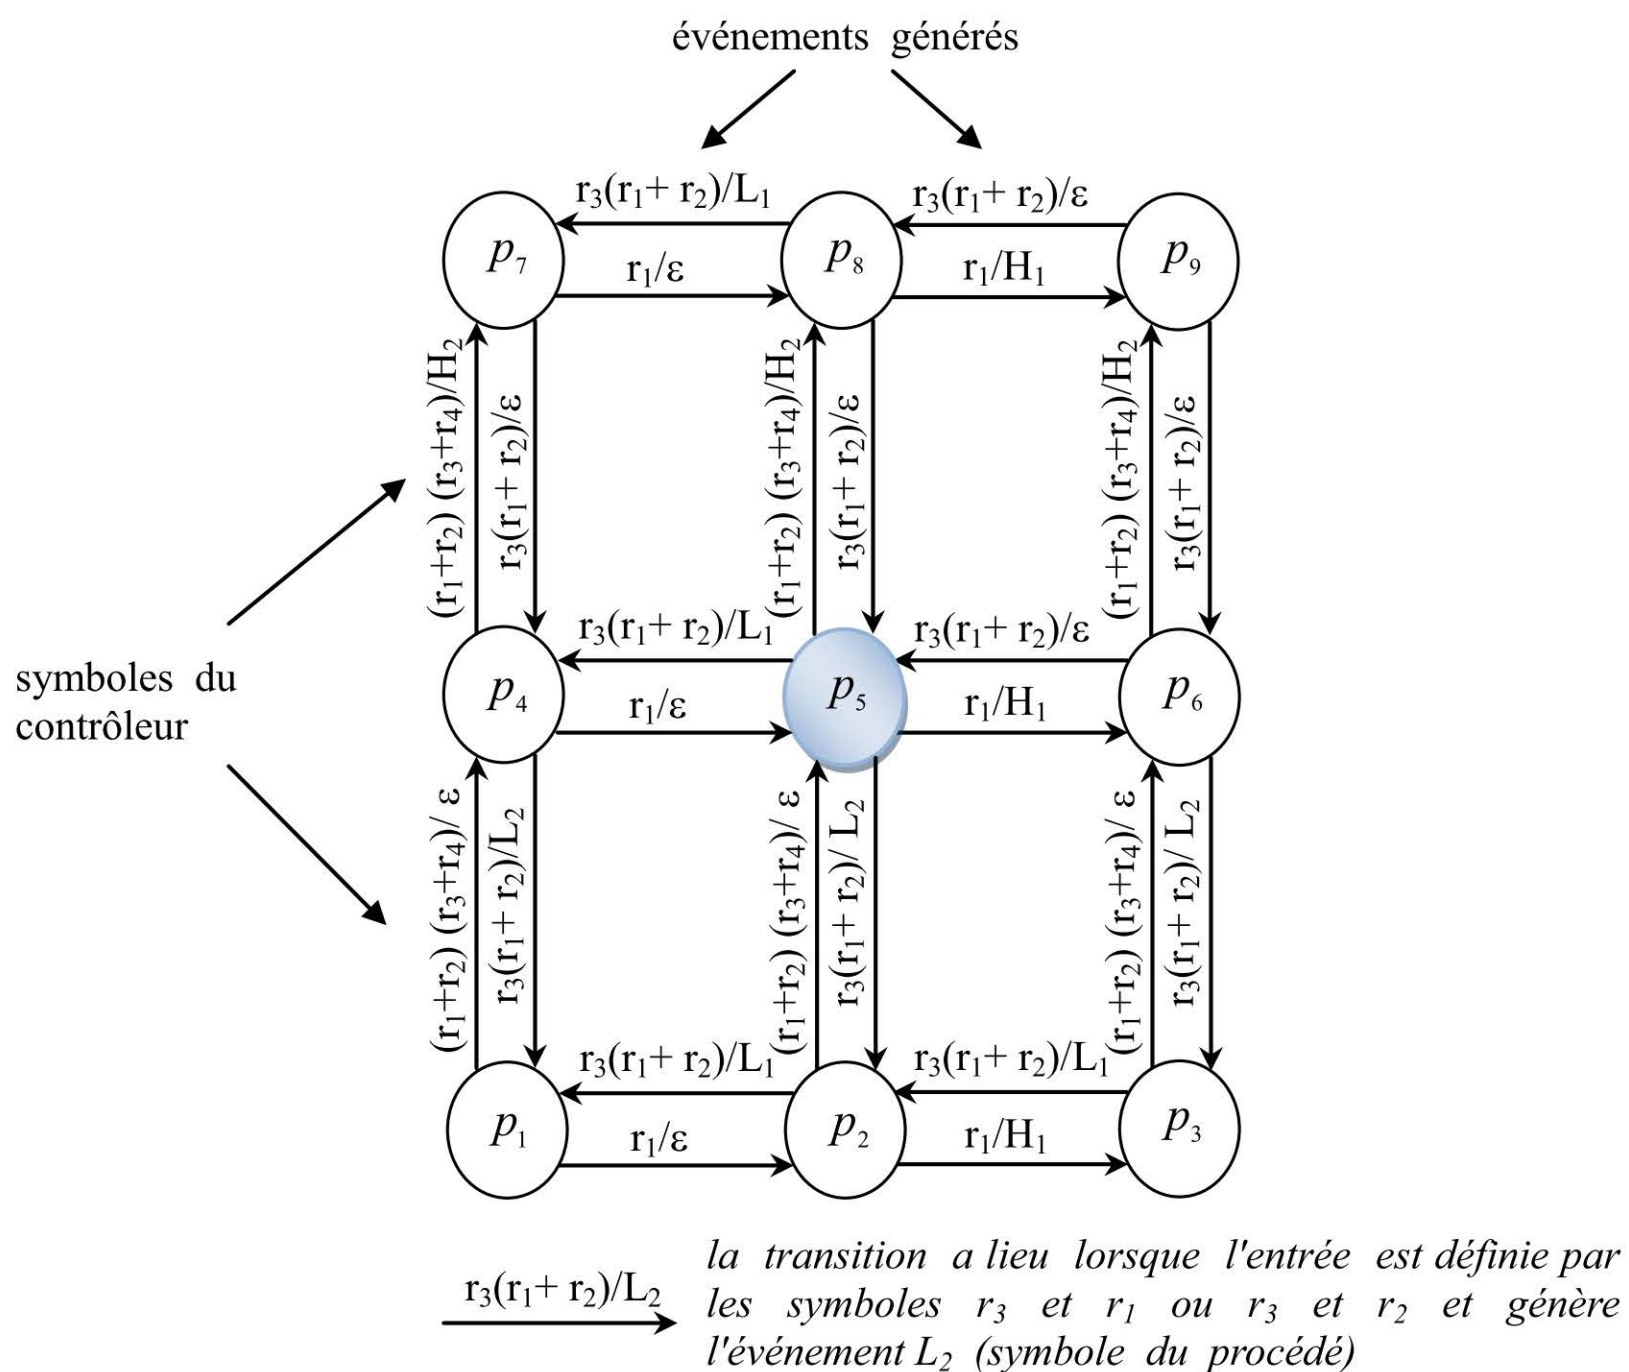 événements générés
r₃(r₁+ r₂)/L₁
r₃(r₁+ r₂)/ε
p₇
p₈
p₉
r₁/ε
r₁/H₁
(r₁+r₂) (r₃+r₄)/H₂
r₃(r₁+ r₂)/ε
(r₁+r₂) (r₃+r₄)/H₂
r₃(r₁+ r₂)/ε
(r₁+r₂) (r₃+r₄)/H₂
r₃(r₁+ r₂)/ε
symboles du
contrôleur
r₃(r₁+ r₂)/L₁
r₃(r₁+ r₂)/ε
p₄
p₅
p₆
r₁/ε
r₁/H₁
(r₁+r₂) (r₃+r₄)/ ε
r₃(r₁+ r₂)/L₂
(r₁+r₂) (r₃+r₄)/ ε
r₃(r₁+ r₂)/ L₂
(r₁+r₂) (r₃+r₄)/ ε
r₃(r₁+ r₂)/ L₂
r₃(r₁+ r₂)/L₁
r₃(r₁+ r₂)/L₁
p₁
p₂
p₃
r₁/ε
r₁/H₁
r₃(r₁+ r₂)/L₂
la transition a lieu lorsque l'entrée est définie par
les symboles r₃ et r₁ ou r₃ et r₂ et génère
l'événement L₂ (symbole du procédé)